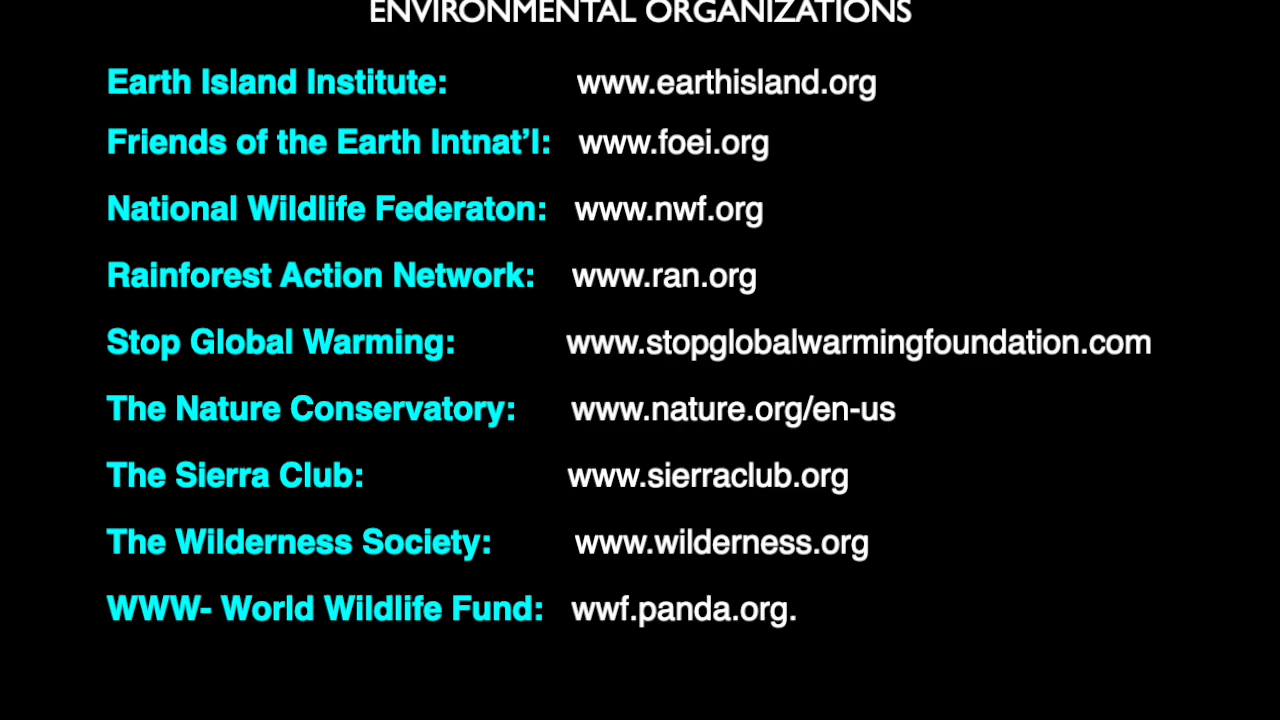 ENVIRONMENTAL ORGANIZATIONS
Earth Island Institute: www.earthisland.org
Friends of the Earth Intnat’l: www.foei.org
National Wildlife Federaton: www.nwf.org
Rainforest Action Network: www.ran.org
Stop Global Warming: www.stopglobalwarmingfoundation.com
The Nature Conservatory: www.nature.org/en-us
The Sierra Club: www.sierraclub.org
The Wilderness Society: www.wilderness.org
WWW- World Wildlife Fund: wwf.panda.org.